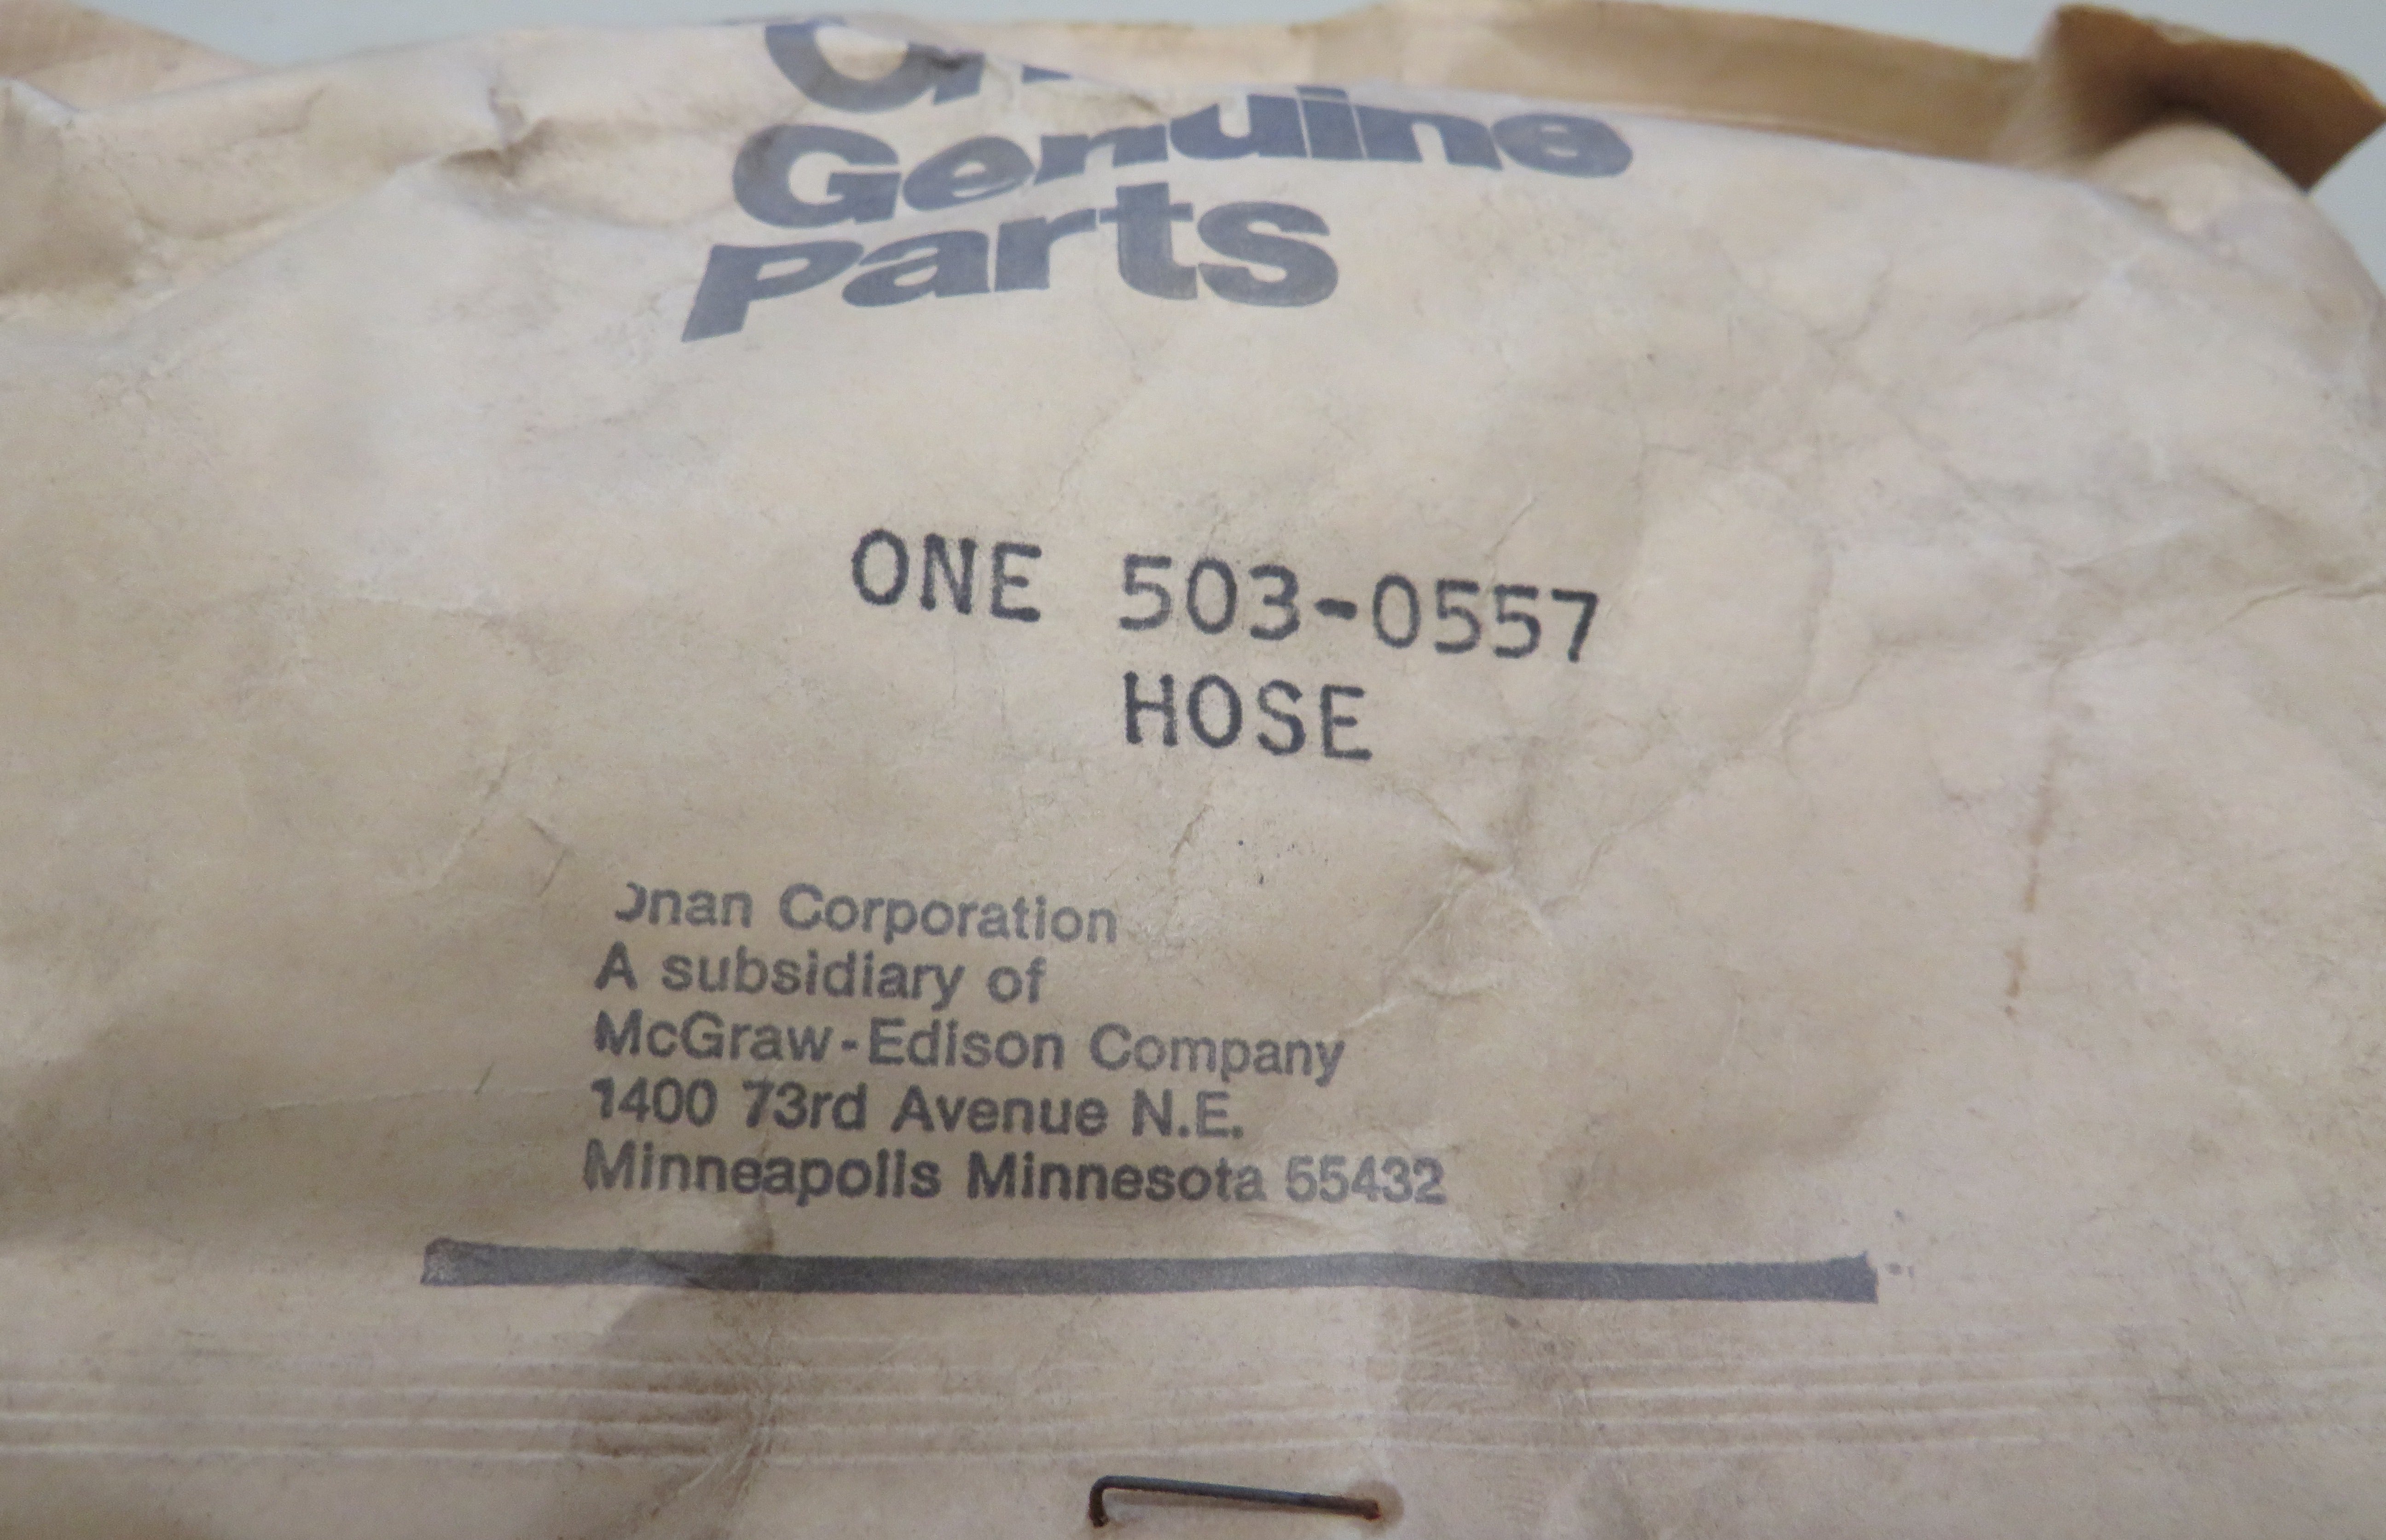 Genuine
Parts
ONE 503-0557
HOSE
Onan Corporation
A subsidiary of
McGraw-Edison Company
1400 73rd Avenue N.E.
Minneapolis Minnesota 55432